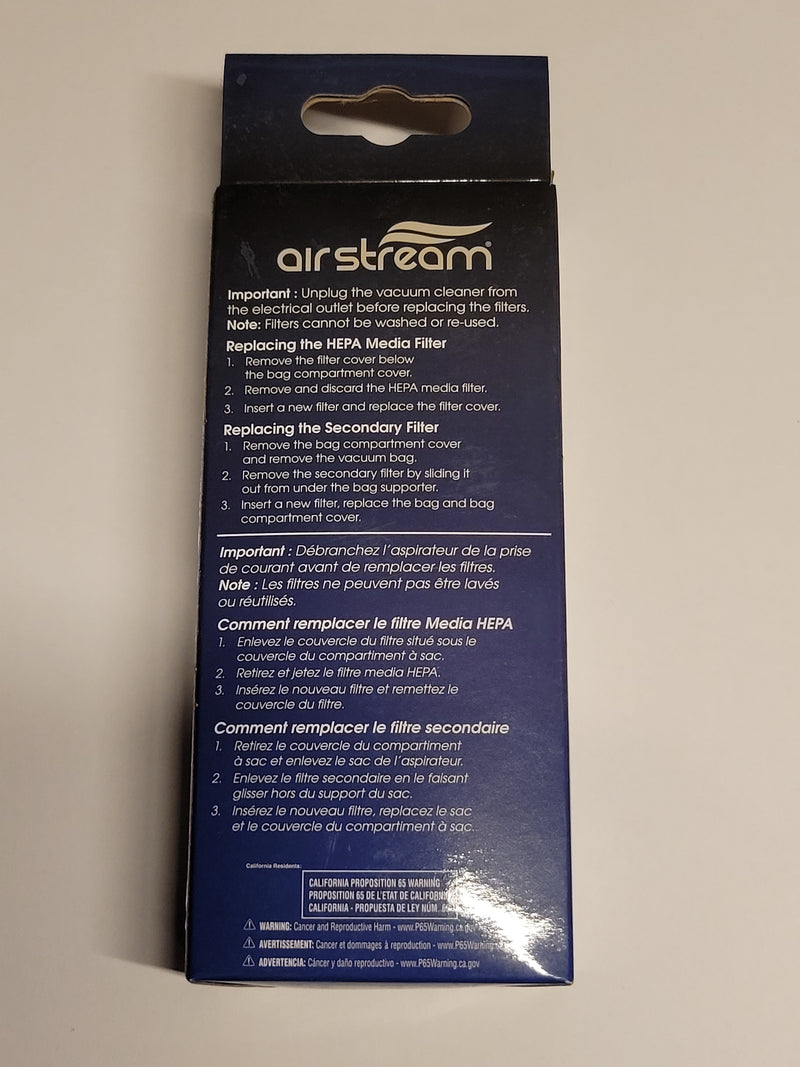 airstream
Important : Unplug the vacuum cleaner from
the electrical outlet before replacing the filters.
Note: Filters cannot be washed or re-used.
Replacing the HEPA Media Filter
1. Remove the filter cover below
the bag compartment cover.
2. Remove and discard the HEPA media filter.
3. Insert a new filter and replace the filter cover.
Replacing the Secondary Filter
1. Remove the bag compartment cover
and remove the vacuum bag.
2. Remove the secondary filter by sliding it
out from under the bag supporter.
3. Insert a new filter, replace the bag and bag
compartment cover.
Important : Débranchez l'aspirateur de la prise
de courant avant de remplacer les filtres.
Note : Les filtres ne peuvent pas être lavés
ou réutilisés.
Comment remplacer le filtre Media HEPA
1. Enlevez le couvercle du filtre situé sous le
couvercle du compartiment à sac.
2. Retirez et jetez le filtre media HEPA.
3. Insérez le nouveau filtre et remettez le
couvercle du filtre.
Comment remplacer le filtre secondaire
1. Retirez le couvercle du compartiment
à sac et enlevez le sac de l'aspirateur.
2. Enlevez le filtre secondaire en le faisant
glisser hors du support du sac.
3. Insérez le nouveau filtre, replacez le sac
et le couvercle du compartiment à sac.
California Residents:
CALIFORNIA PROPOSITION 65 WARNING
PROPOSITION 65 DE L'ETAT DE
CALIFORNIA - PROPUESTA DE LEY NÚM.
WARNING: Cancer and Reproductive Harm - www.P65Warning.ca.gov
AVERTISSEMENT: Cancer et dommages à reproduction -
ADVERTENCIA: Cáncer y daño reproductivo - www.P65Warning.ca.gov